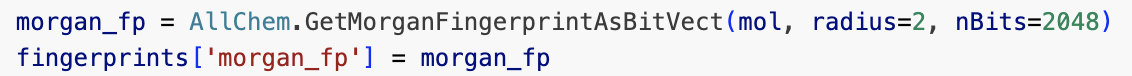 morgan_fp = AllChem.GetMorganFingerprintAsBitVect(mol, radius=2, nBits=2048)
fingerprints['morgan_fp'] = morgan_fp